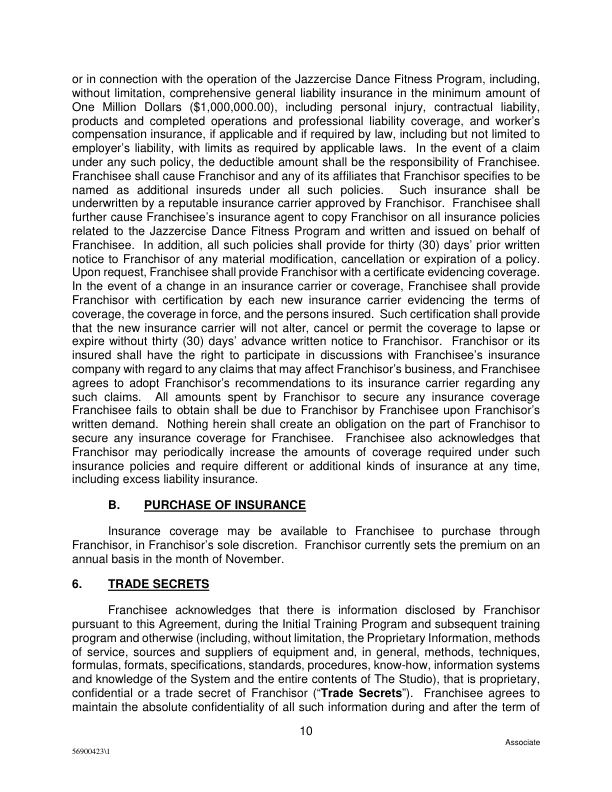 or in connection with the operation of the Jazzercise Dance Fitness Program, including,
without limitation, comprehensive general liability insurance in the minimum amount of
One Million Dollars ($1,000,000.00), including personal injury, contractual liability,
products and completed operations and professional liability coverage, and worker's
compensation insurance, if applicable and if required by law, including but not limited to
employer's liability, with limits as required by applicable laws.  In the event of a claim
under any such policy, the deductible amount shall be the responsibility of Franchisee.
Franchisee shall cause Franchisor and any of its affiliates that Franchisor specifies to be
named as additional insureds under all such policies.  Such insurance shall be
underwritten by a reputable insurance carrier approved by Franchisor.  Franchisee shall
further cause Franchisee's insurance agent to copy Franchisor on all insurance policies
related to the Jazzercise Dance Fitness Program and written and issued on behalf of
Franchisee.  In addition, all such policies shall provide for thirty (30) days' prior written
notice to Franchisor of any material modification, cancellation or expiration of a policy.
Upon request, Franchisee shall provide Franchisor with a certificate evidencing coverage.
In the event of a change in an insurance carrier or coverage, Franchisee shall provide
Franchisor with certification by each new insurance carrier evidencing the terms of
coverage, the coverage in force, and the persons insured.  Such certification shall provide
that the new insurance carrier will not alter, cancel or permit the coverage to lapse or
expire without thirty (30) days' advance written notice to Franchisor.  Franchisor or its
insured shall have the right to participate in discussions with Franchisee's insurance
company with regard to any claims that may affect Franchisor's business, and Franchisee
agrees to adopt Franchisor's recommendations to its insurance carrier regarding any
such claims.  All amounts spent by Franchisor to secure any insurance coverage
Franchisee fails to obtain shall be due to Franchisor by Franchisee upon Franchisor's
written demand.  Nothing herein shall create an obligation on the part of Franchisor to
secure any insurance coverage for Franchisee.  Franchisee also acknowledges that
Franchisor may periodically increase the amounts of coverage required under such
insurance policies and require different or additional kinds of insurance at any time,
including excess liability insurance.
B. PURCHASE OF INSURANCE
Insurance coverage may be available to Franchisee to purchase through
Franchisor, in Franchisor's sole discretion.  Franchisor currently sets the premium on an
annual basis in the month of November.
6. TRADE SECRETS
Franchisee acknowledges that there is information disclosed by Franchisor
pursuant to this Agreement, during the Initial Training Program and subsequent training
program and otherwise (including, without limitation, the Proprietary Information, methods
of service, sources and suppliers of equipment and, in general, methods, techniques,
formulas, formats, specifications, standards, procedures, know-how, information systems
and knowledge of the System and the entire contents of The Studio), that is proprietary,
confidential or a trade secret of Franchisor ("Trade Secrets").  Franchisee agrees to
maintain the absolute confidentiality of all such information during and after the term of
10
Associate
56900423\1